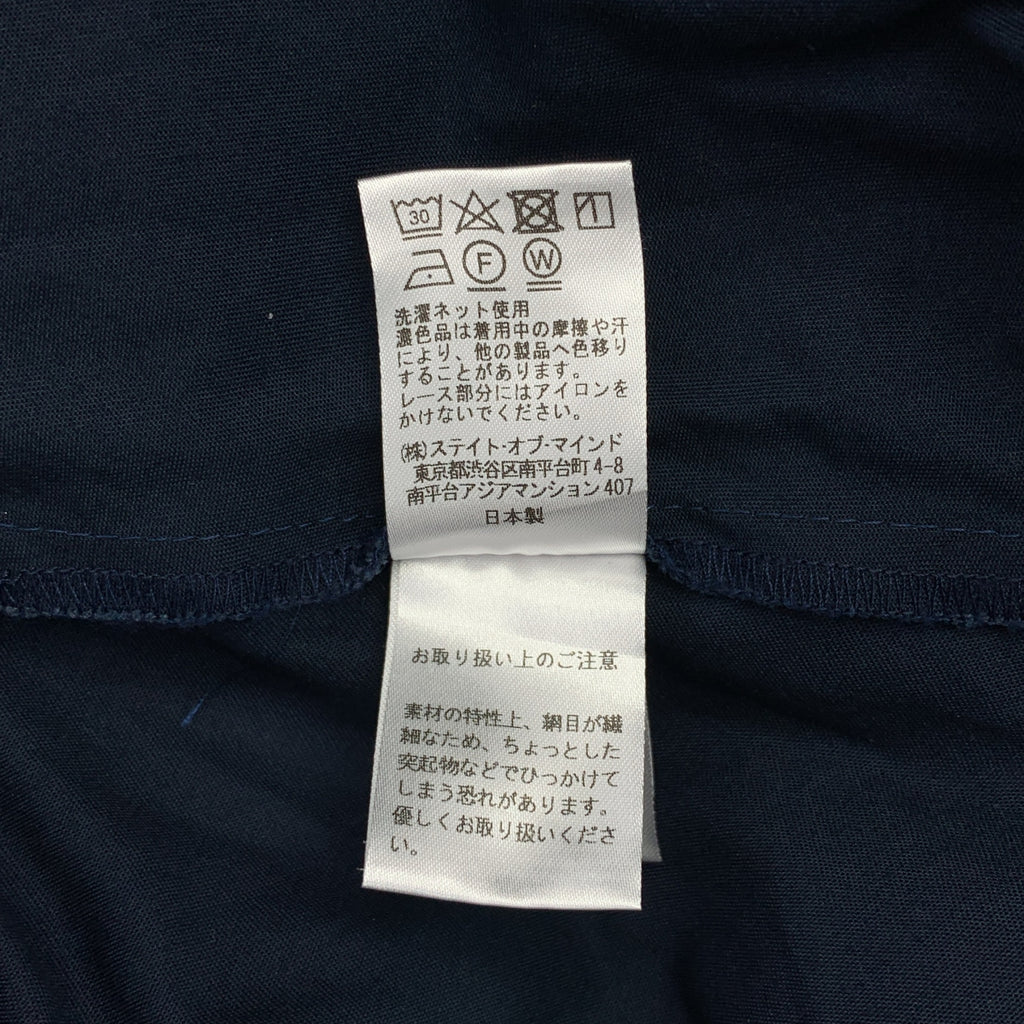 30
F W
洗濯ネット使用
濃色品は着用中の摩擦や汗
により、他の製品へ色移り
することがあります。
レース部分にはアイロンを
かけないでください。
(株)ステイト・オブ・マインド
東京都渋谷区南平台町4-8
南平台アジアマンション407
日本製
お取り扱い上のご注意
素材の特性上、網目が繊
細なため、ちょっとした
突起物などでひっかけて
しまう恐れがあります。
優しくお取り扱いくださ
い。